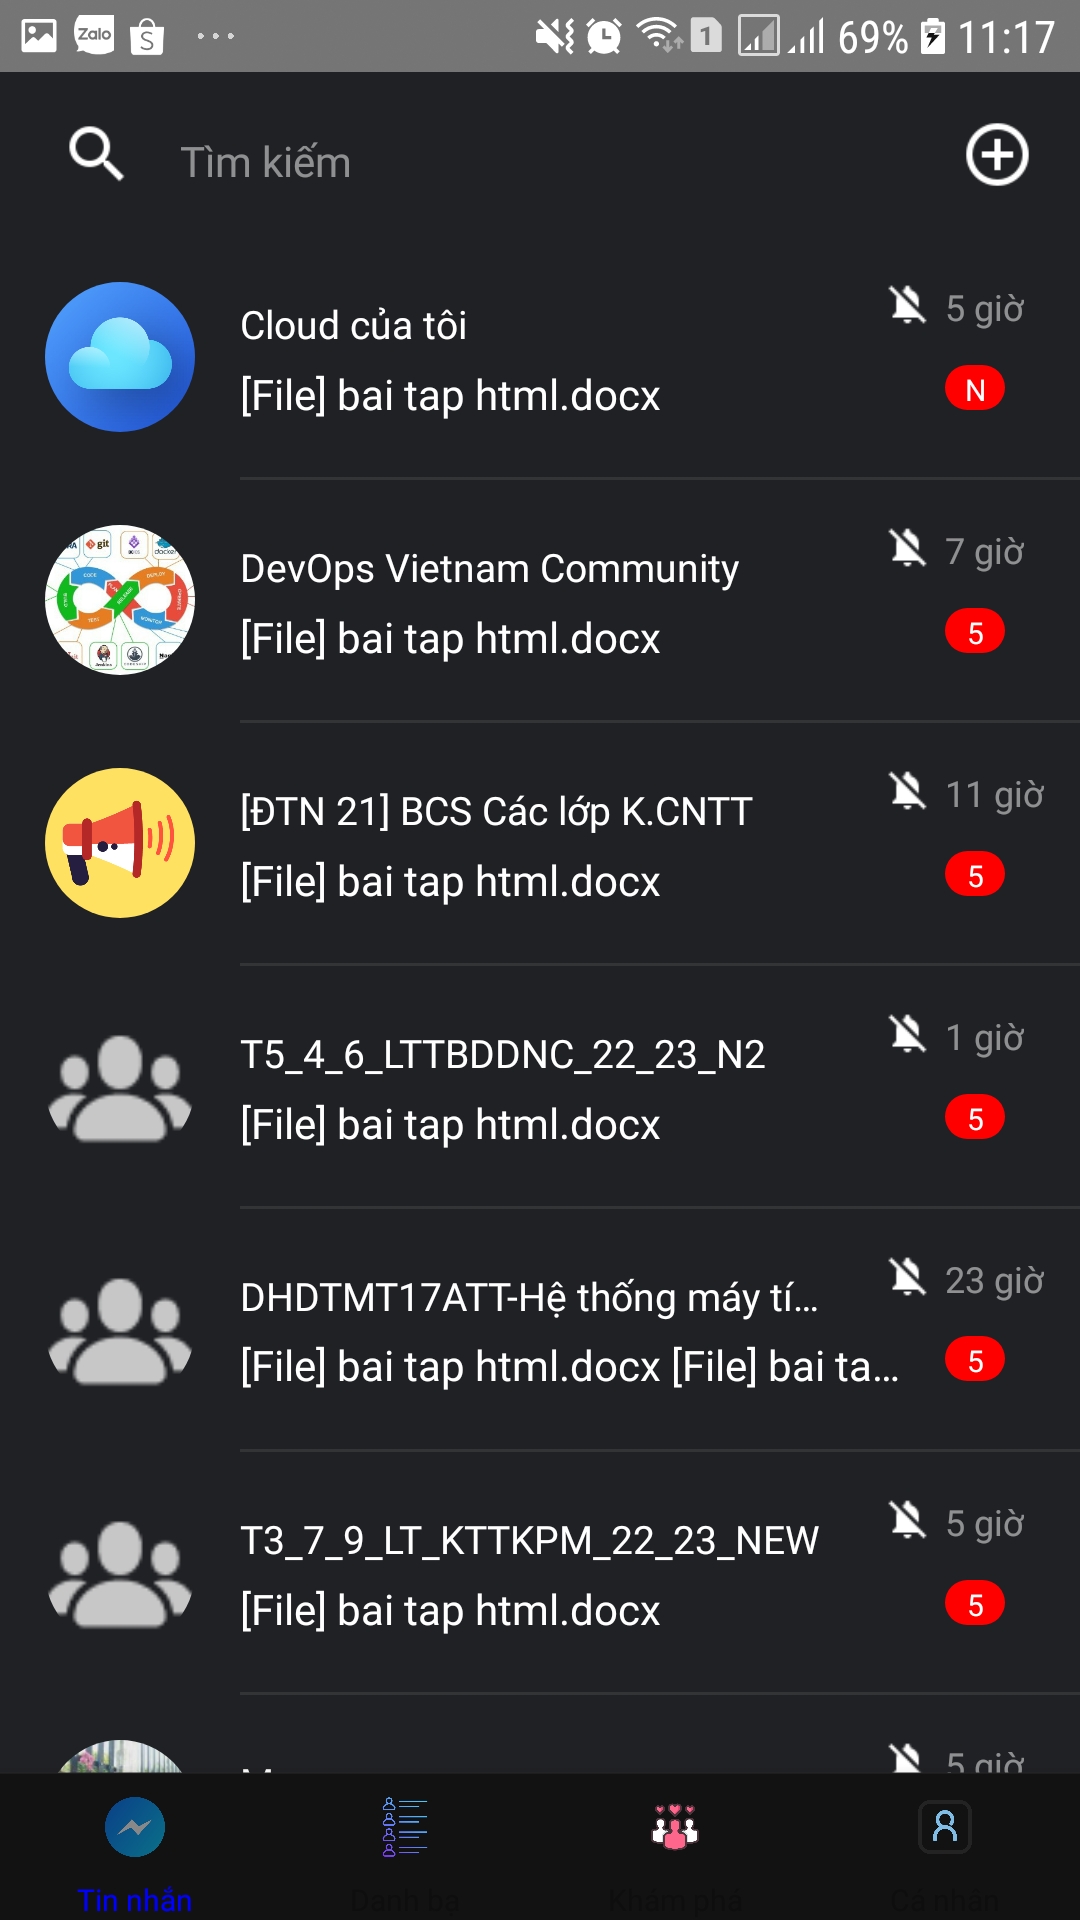 Zalo S 1 69% 11:17
Tìm kiếm
Cloud của tôi 5 giờ
[File] bai tap html.docx N
DevOps Vietnam Community 7 giờ
[File] bai tap html.docx 5
[ĐTN 21] BCS Các lớp K.CNTT 11 giờ
[File] bai tap html.docx 5
T5_4_6_LTTBDDNC_22_23_N2 1 giờ
[File] bai tap html.docx 5
DHDTMT17ATT-Hệ thống máy tí... 23 giờ
[File] bai tap html.docx [File] bai ta... 5
T3_7_9_LT_KTTKPM_22_23_NEW 5 giờ
[File] bai tap html.docx 5
5 giờ
Tin nhắn Danh bạ Khám phá Cá nhân